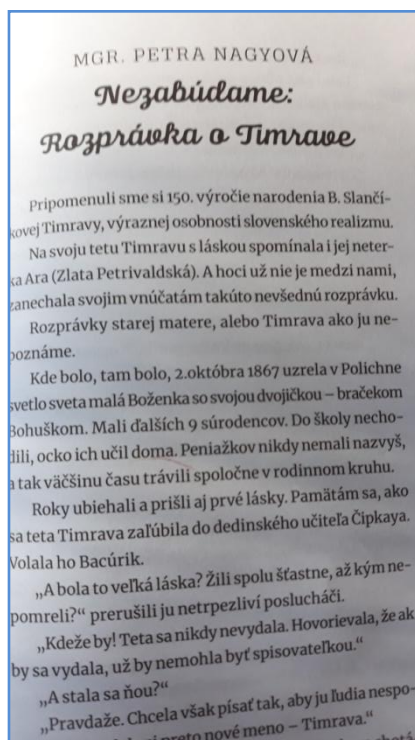 MGR. PETRA NAGYOVÁ
Nezabúdame:
Rozprávka o Timrave
Pripomenuli sme si 150. výročie narodenia B. Slančí-
kovej Timravy, výraznej osobnosti slovenského realizmu.
Na svoju tetu Timravu s láskou spomínala i jej neter-
ka Ara (Zlata Petrivaldská). A hoci už nie je medzi nami,
zanechala svojim vnúčatám takúto nevšednú rozprávku.
Rozprávky starej matere, alebo Timrava ako ju ne-
poznáme.
Kde bolo, tam bolo, 2.októbra 1867 uzrela v Polichne
svetlo sveta malá Boženka so svojou dvojičkou – bračekom
Bohuškom. Mali ďalších 9 súrodencov. Do školy necho-
dili, ocko ich učil doma. Peniažkov nikdy nemali nazvyš,
a tak väčšinu času trávili spoločne v rodinnom kruhu.
Roky ubiehali a prišli aj prvé lásky. Pamätám sa, ako
sa teta Timrava zaľúbila do dedinského učiteľa Čipkaya.
Volala ho Bacúrik.
„A bola to veľká láska? Žili spolu šťastne, až kým ne-
pomreli?“ prerušili ju netrpezliví poslucháči.
„Kdeže by! Teta sa nikdy nevydala. Hovorievala, že ak
by sa vydala, už by nemohla byť spisovateľkou.“
„A stala sa ňou?“
„Pravdaže. Chcela však písať tak, aby ju ľudia nespo-
preto nové meno – Timrava.“